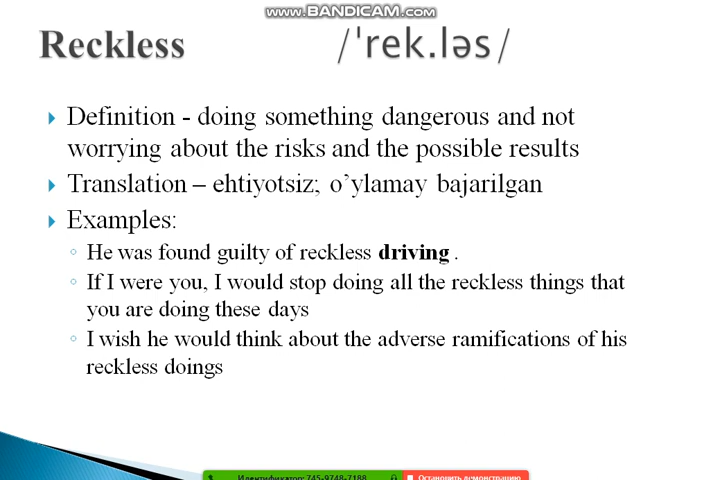 www.BANDICAM.com
Reckless /ˈrek.ləs/
Definition - doing something dangerous and not
worrying about the risks and the possible results
Translation – ehtiyotsiz; o’ylamay bajarilgan
Examples:
He was found guilty of reckless driving .
If I were you, I would stop doing all the reckless things that
you are doing these days
I wish he would think about the adverse ramifications of his
reckless doings
Идентификатор: 745-9748-7188 Остановить демонстрацию